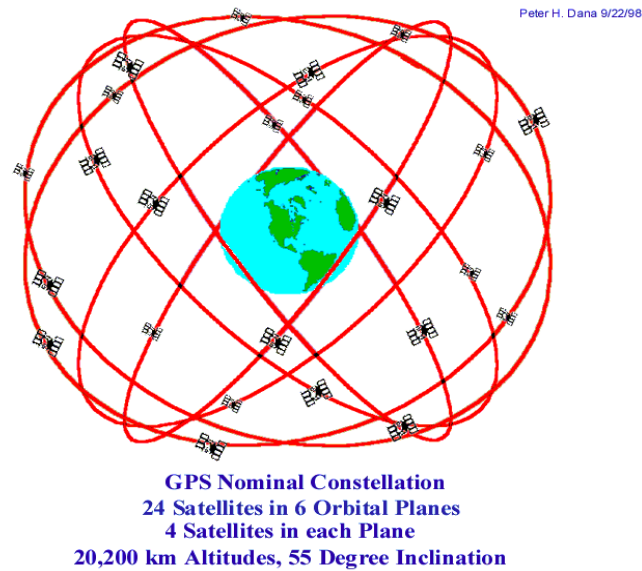 Peter H. Dana 9/22/98
GPS Nominal Constellation
24 Satellites in 6 Orbital Planes
4 Satellites in each Plane
20,200 km Altitudes, 55 Degree Inclination